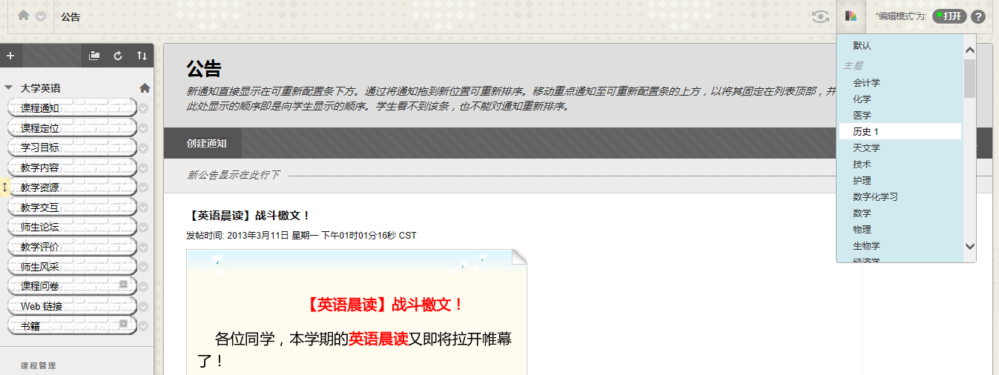 公告
"编辑模式"为: 打开 ?
默认
主题
会计学
化学
医学
历史 1
天文学
技术
护理
数字化学习
数学
物理
生物学
经济学
大学英语
课程通知
课程定位
学习目标
教学内容
教学资源
教学交互
师生论坛
教学评价
师生风采
课程问卷
Web 链接
书籍
课程管理
公告
新通知直接显示在可重新配置条下方。通过将通知拖到新位置可重新排序。移动重点通知至可重新配置条的上方，以将其固定在列表顶部，并
此处显示的顺序即是向学生显示的顺序。学生看不到该条，也不能对通知重新排序。
创建通知
新公告显示在此行下
【英语晨读】战斗檄文！
发帖时间: 2013年3月11日 星期一 下午01时01分16秒 CST
【英语晨读】战斗檄文！
各位同学，本学期的英语晨读又即将拉开帷幕
了！